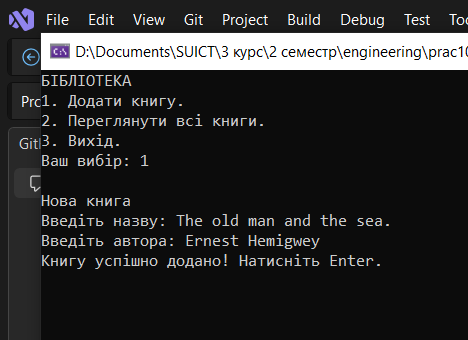 File Edit View Git Project Build Debug Test
D:\Documents\SUICT\3 курс\2 семестр\engineering\prac10
БІБЛІОТЕКА
1. Додати книгу.
2. Переглянути всі книги.
3. Вихід.
Ваш вибір: 1
Нова книга
Введіть назву: The old man and the sea.
Введіть автора: Ernest Hemigwey
Книгу успішно додано! Натисніть Enter.